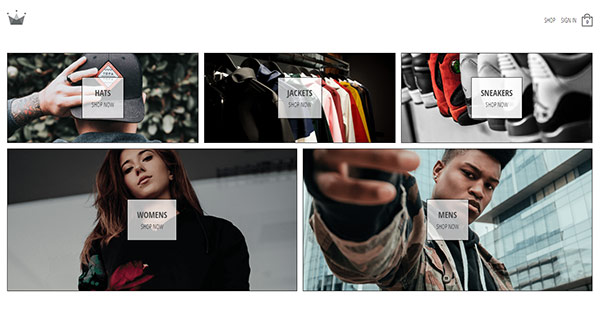 SHOP SIGN IN 0
HATS
SHOP NOW
JACKETS
SHOP NOW
SNEAKERS
SHOP NOW
WOMENS
SHOP NOW
MENS
SHOP NOW